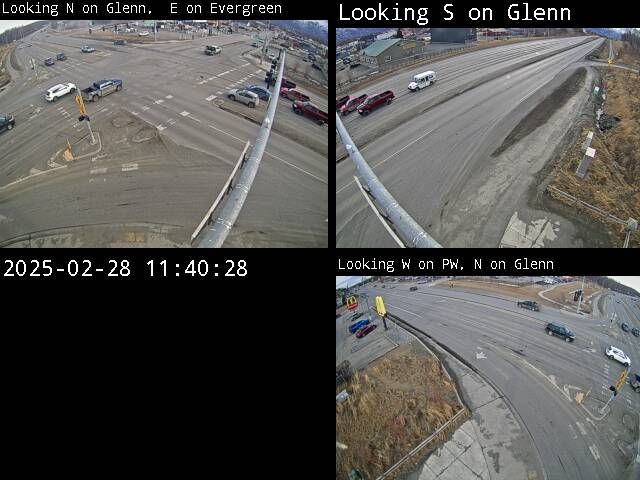 Looking N on Glenn,  E on Evergreen
Looking S on Glenn
2025-02-28 11:40:28
Looking W on PW, N on Glenn